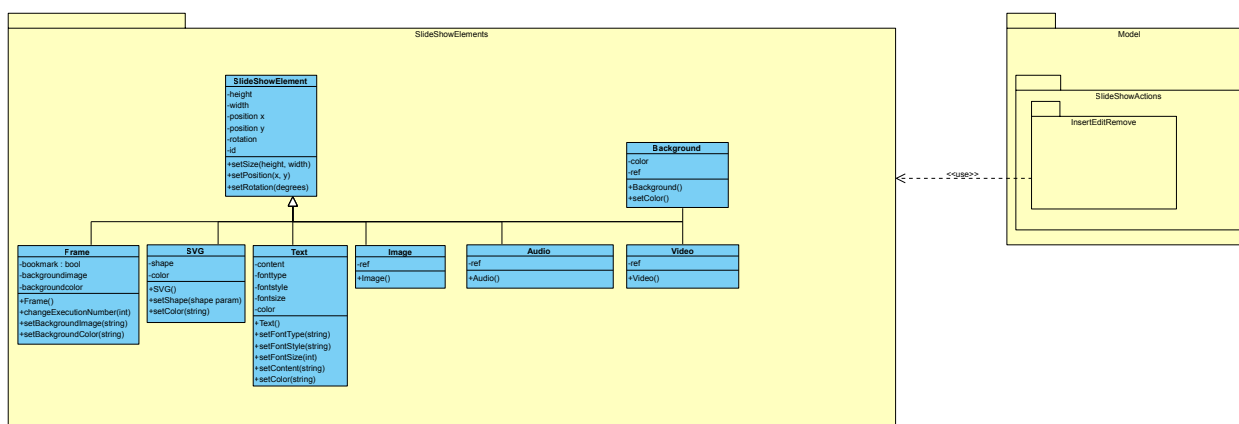 SlideShowElements
SlideShowElement
-height
-width
-position x
-position y
-rotation
-id
+setSize(height, width)
+setPosition(x, y)
+setRotation(degrees)
Background
-color
-ref
+Background()
+setColor()
Frame
-bookmark : bool
-backgroundimage
-backgroundcolor
+Frame()
+changeExecutionNumber(int)
+setBackgroundImage(string)
+setBackgroundColor(string)
SVG
-shape
-color
+SVG()
+setShape(shape param)
+setColor(string)
Text
-content
-fonttype
-fontstyle
-fontsize
-color
+Text()
+setFontType(string)
+setFontStyle(string)
+setFontSize(int)
+setContent(string)
+setColor(string)
Image
-ref
+Image()
Audio
-ref
+Audio()
Video
-ref
+Video()
<<use>>
Model
SlideShowActions
InsertEditRemove